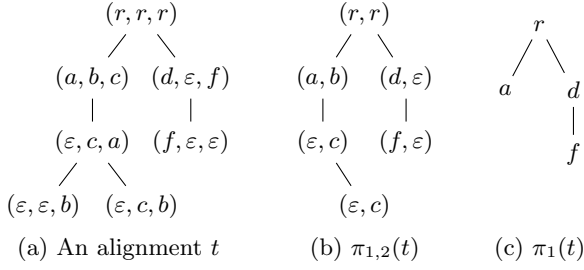 (r, r, r) (r, r) r
(a, b, c) (d, ε, f) (a, b) (d, ε) a d
(ε, c, a) (f, ε, ε) (ε, c) (f, ε) f
(ε, ε, b) (ε, c, b) (ε, c)
(a) An alignment t (b) π₁,₂(t) (c) π₁(t)